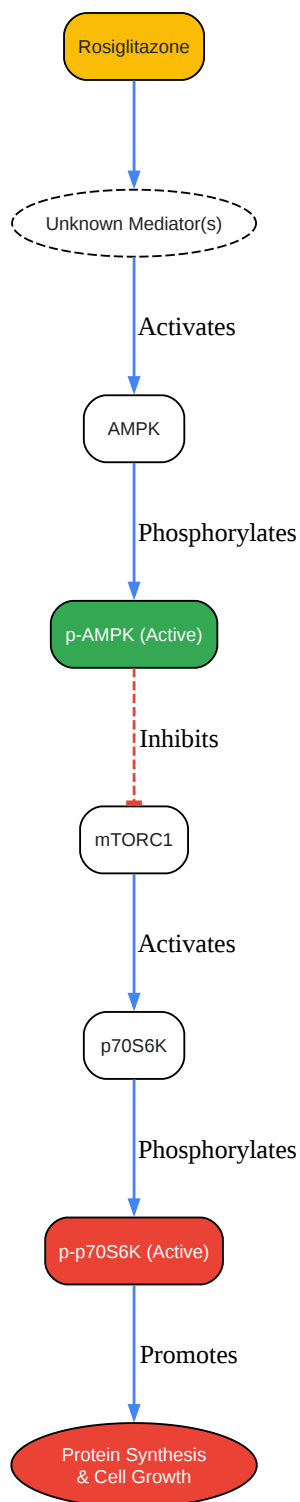 Rosiglitazone
Unknown Mediator(s)
Activates
AMPK
Phosphorylates
p-AMPK (Active)
Inhibits
mTORC1
Activates
p70S6K
Phosphorylates
p-p70S6K (Active)
Promotes
Protein Synthesis
& Cell Growth